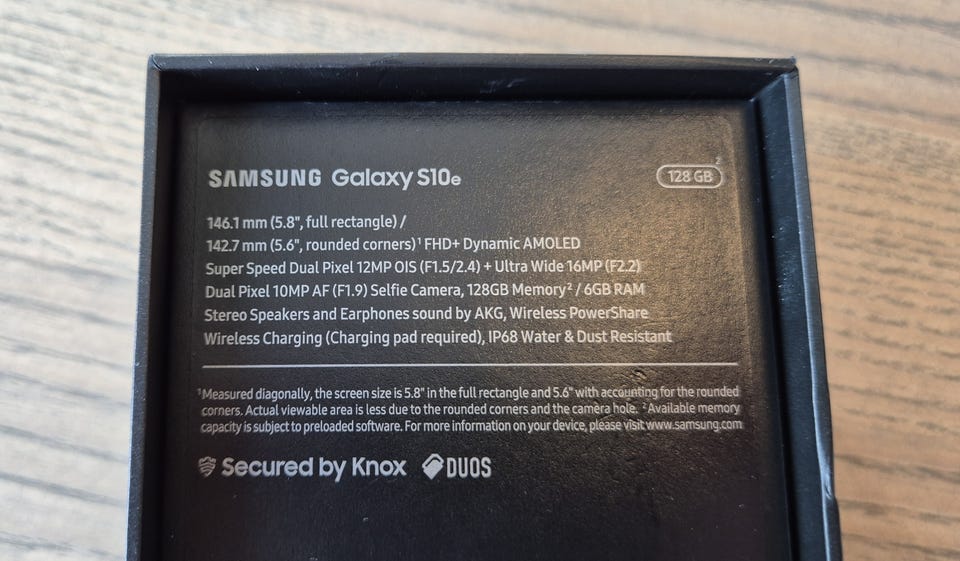 SAMSUNG Galaxy S10e 128 GB²
146.1 mm (5.8", full rectangle) /
142.7 mm (5.6", rounded corners)¹ FHD+ Dynamic AMOLED
Super Speed Dual Pixel 12MP OIS (F1.5/2.4) + Ultra Wide 16MP (F2.2)
Dual Pixel 10MP AF (F1.9) Selfie Camera, 128GB Memory² / 6GB RAM
Stereo Speakers and Earphones sound by AKG, Wireless PowerShare
Wireless Charging (Charging pad required), IP68 Water & Dust Resistant
¹Measured diagonally, the screen size is 5.8" in the full rectangle and 5.6" with accounting for the rounded
corners. Actual viewable area is less due to the rounded corners and the camera hole. ²Available memory
capacity is subject to preloaded software. For more information on your device, please visit www.samsung.com
Secured by Knox DUOS